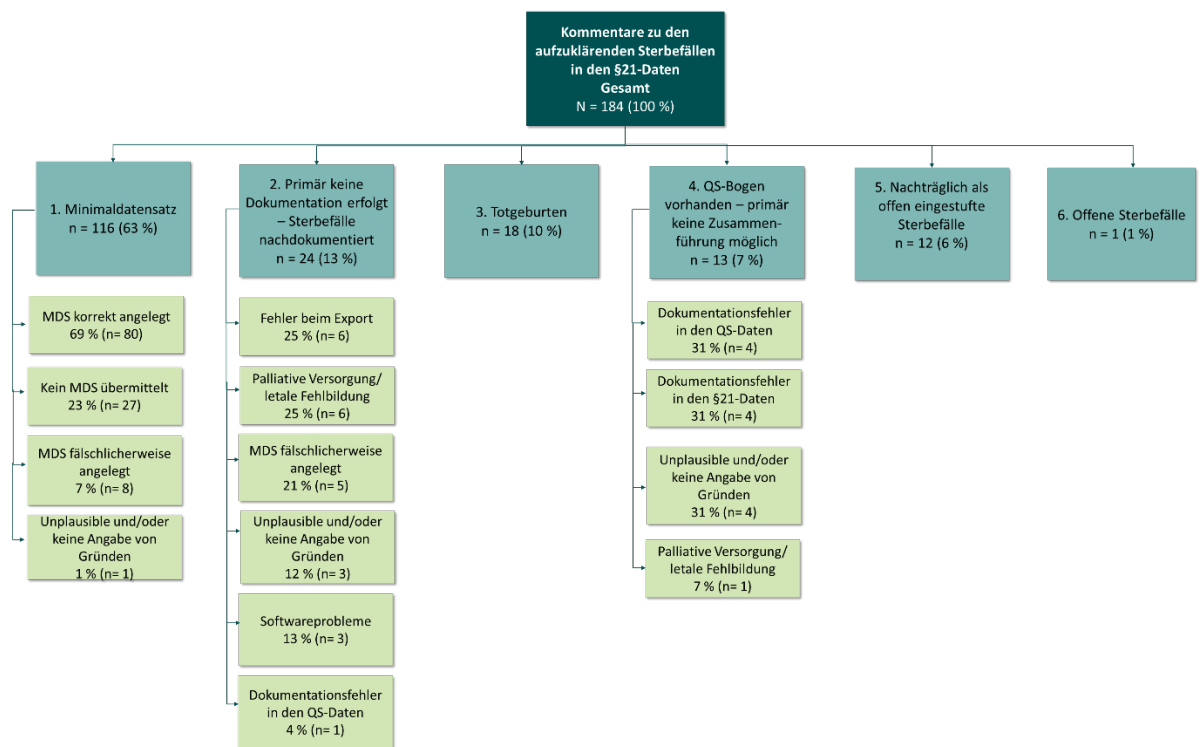 Kommentare zu den
aufzuklärenden Sterbefällen
in den §21-Daten
Gesamt
N = 184 (100 %)
1. Minimaldatensatz
n = 116 (63 %)
2. Primär keine
Dokumentation erfolgt
– Sterbefälle
nachdokumentiert
n = 24 (13 %)
3. Totgeburten
n = 18 (10 %)
4. QS-Bogen
vorhanden – primär
keine Zusammen-
führung möglich
n = 13 (7 %)
5. Nachträglich als
offen eingestufte
Sterbefälle
n = 12 (6 %)
6. Offene Sterbefälle
n = 1 (1 %)
MDS korrekt angelegt
69 % (n= 80)
Kein MDS übermittelt
23 % (n= 27)
MDS fälschlicherweise
angelegt
7 % (n= 8)
Unplausible und/oder
keine Angabe von
Gründen
1 % (n= 1)
Fehler beim Export
25 % (n= 6)
Palliative Versorgung/
letale Fehlbildung
25 % (n= 6)
MDS fälschlicherweise
angelegt
21 % (n= 5)
Unplausible und/oder
keine Angabe von
Gründen
12 % (n= 3)
Softwareprobleme
13 % (n= 3)
Dokumentationsfehler
in den QS-Daten
4 % (n= 1)
Dokumentationsfehler
in den QS-Daten
31 % (n= 4)
Dokumentationsfehler
in den §21-Daten
31 % (n= 4)
Unplausible und/oder
keine Angabe von
Gründen
31 % (n= 4)
Palliative Versorgung/
letale Fehlbildung
7 % (n= 1)